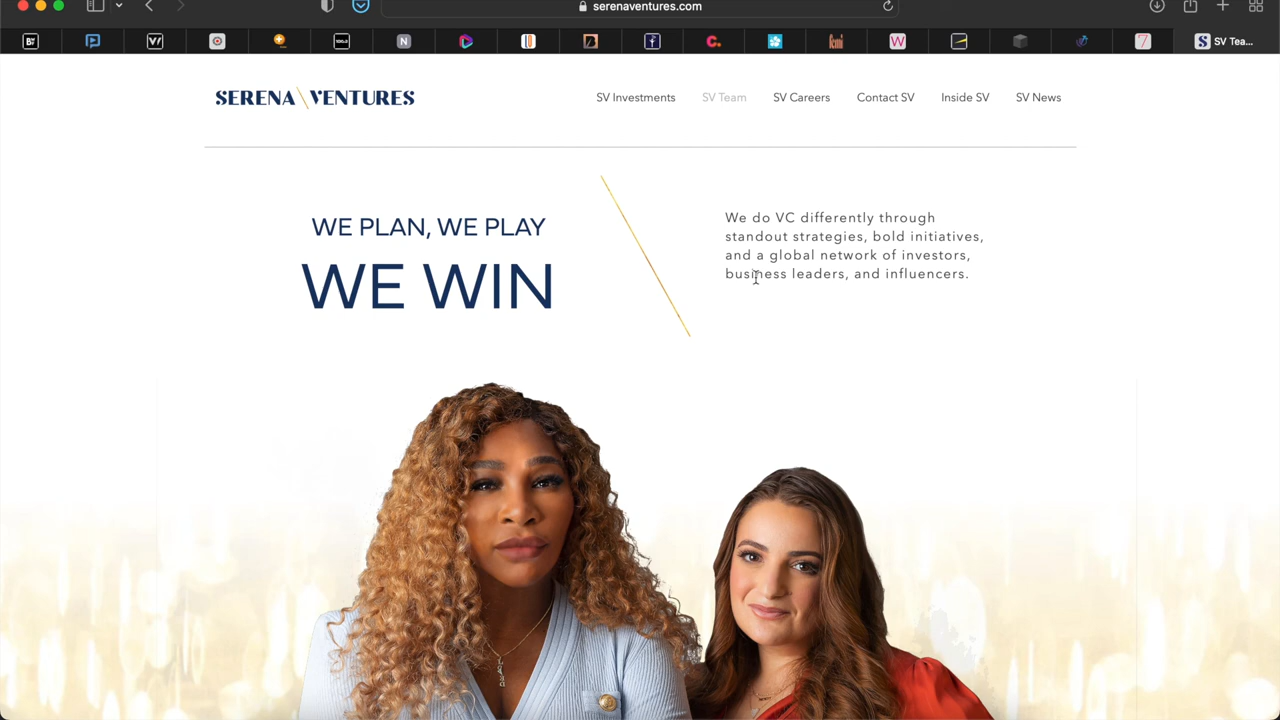 serenaventures.com
SV Tea...
SERENA VENTURES
SV Investments
SV Team
SV Careers
Contact SV
Inside SV
SV News
WE PLAN, WE PLAY
WE WIN
We do VC differently through
standout strategies, bold initiatives,
and a global network of investors,
business leaders, and influencers.